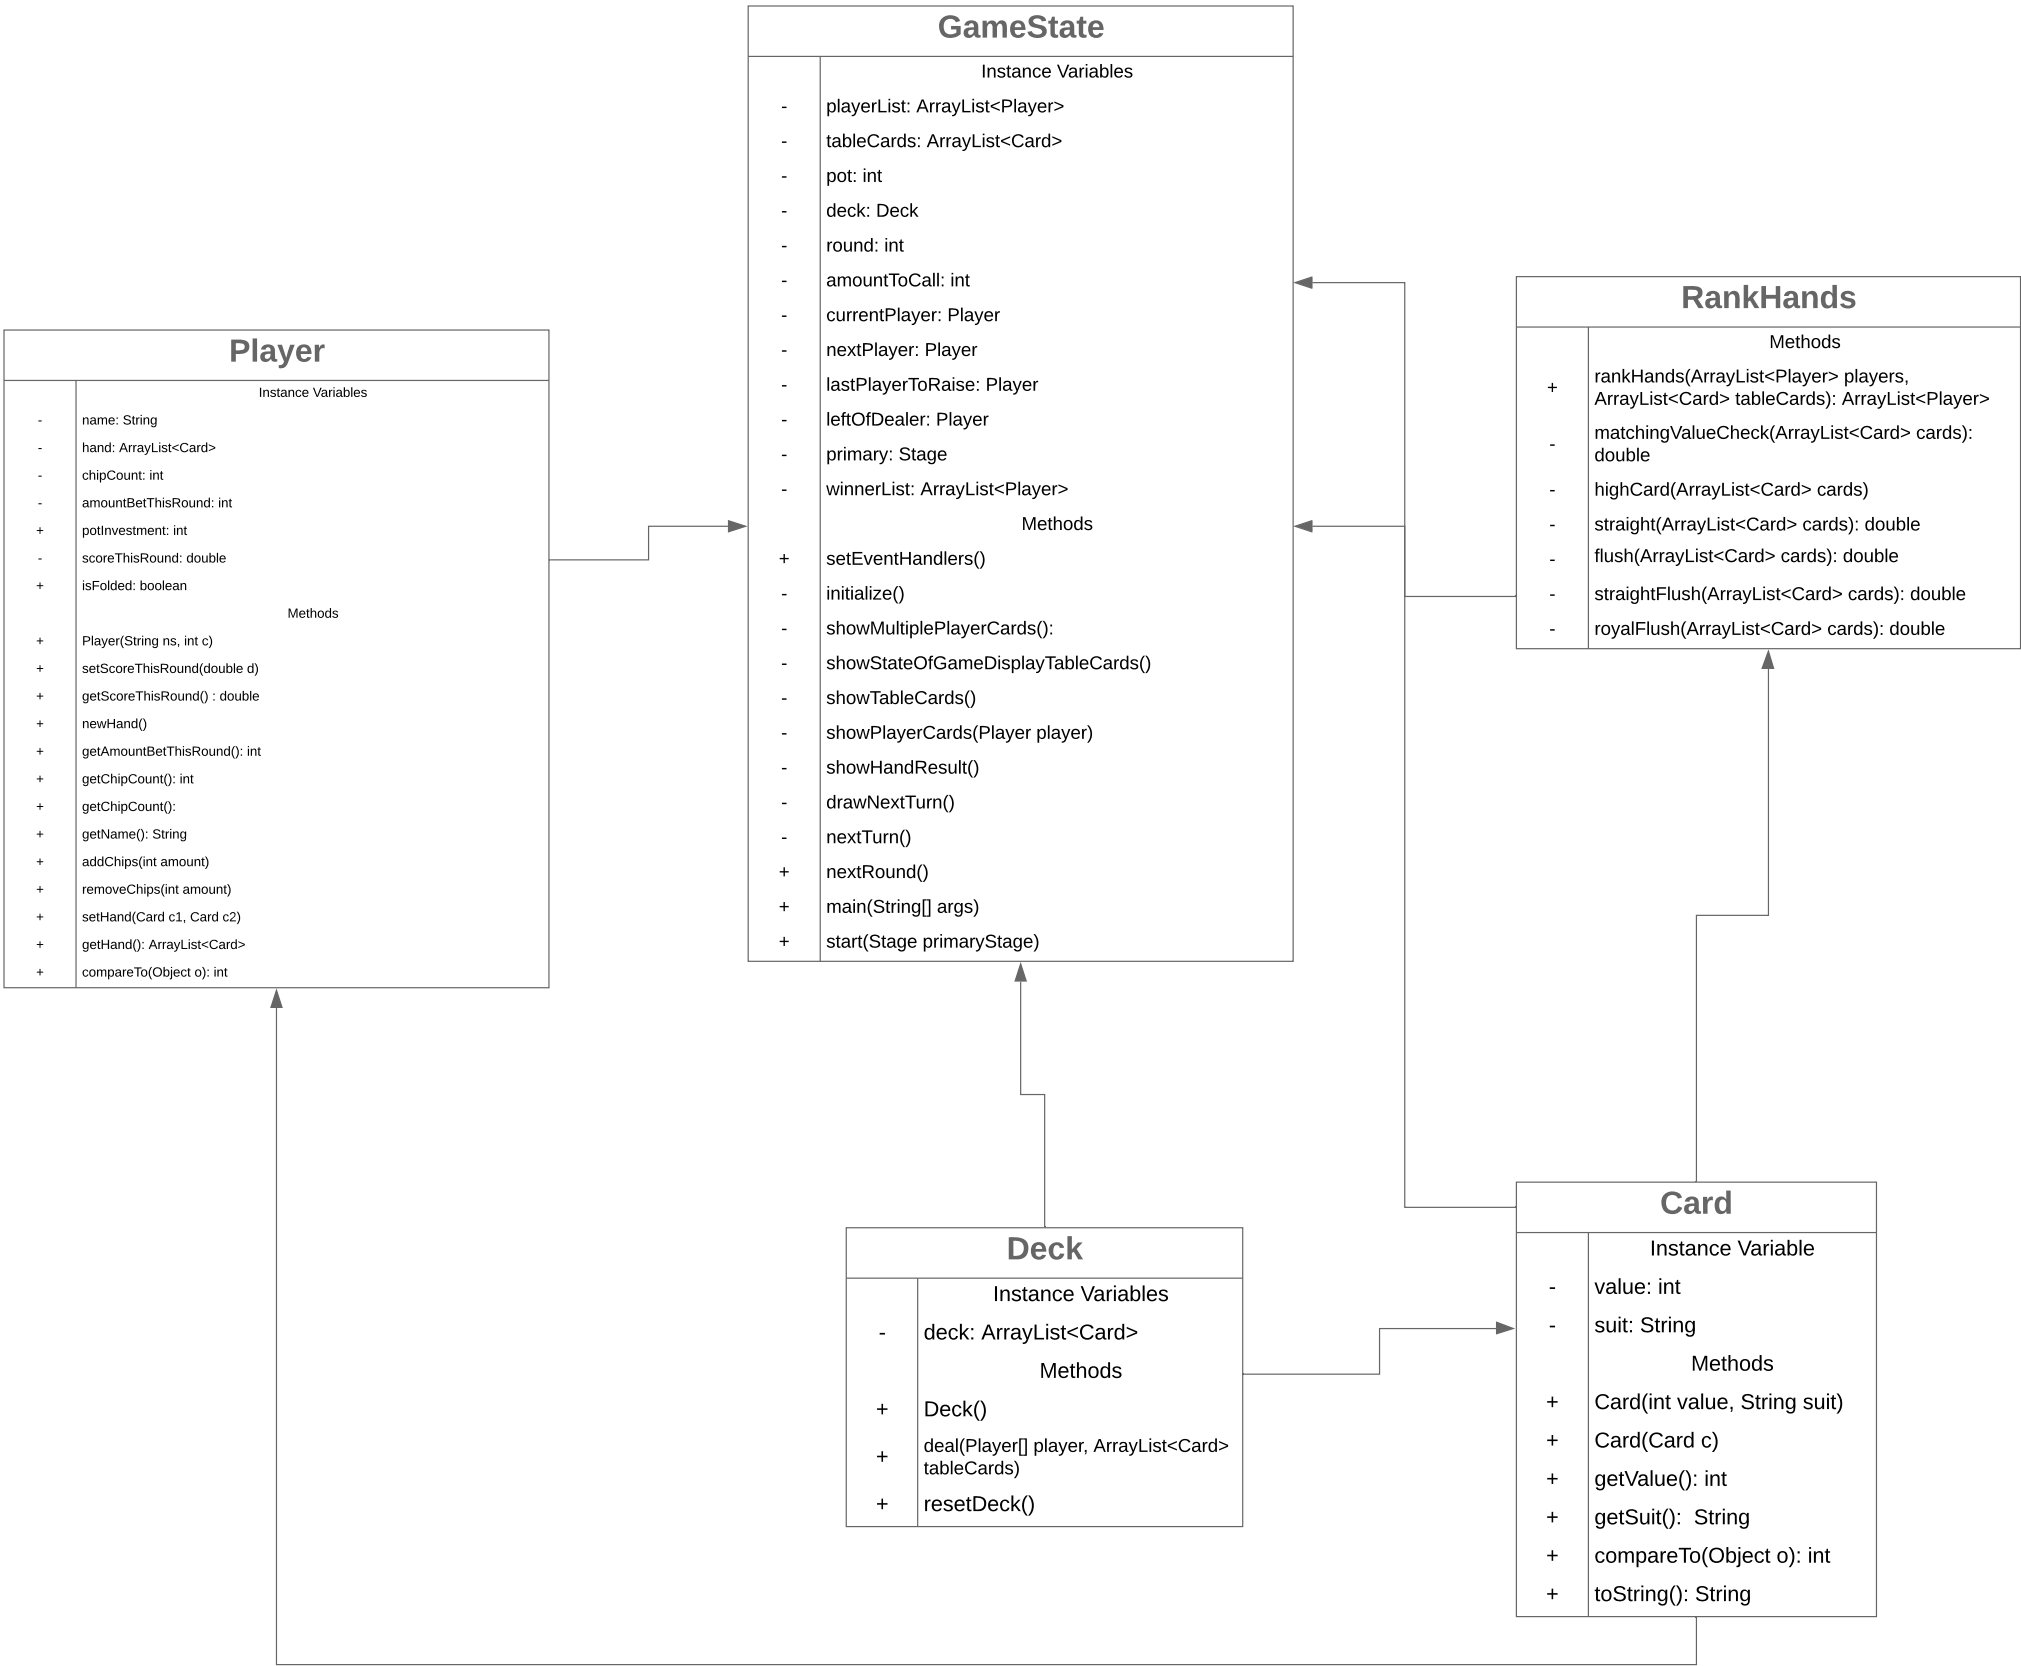 GameState
Instance Variables
- playerList: ArrayList<Player>
- tableCards: ArrayList<Card>
- pot: int
- deck: Deck
- round: int
- amountToCall: int
- currentPlayer: Player
- nextPlayer: Player
- lastPlayerToRaise: Player
- leftOfDealer: Player
- primary: Stage
- winnerList: ArrayList<Player>
Methods
+ setEventHandlers()
- initialize()
- showMultiplePlayerCards():
- showStateOfGameDisplayTableCards()
- showTableCards()
- showPlayerCards(Player player)
- showHandResult()
- drawNextTurn()
- nextTurn()
+ nextRound()
+ main(String[] args)
+ start(Stage primaryStage)
Player
Instance Variables
- name: String
- hand: ArrayList<Card>
- chipCount: int
- amountBetThisRound: int
+ potInvestment: int
- scoreThisRound: double
+ isFolded: boolean
Methods
+ Player(String ns, int c)
+ setScoreThisRound(double d)
+ getScoreThisRound() : double
+ newHand()
+ getAmountBetThisRound(): int
+ getChipCount(): int
+ getChipCount():
+ getName(): String
+ addChips(int amount)
+ removeChips(int amount)
+ setHand(Card c1, Card c2)
+ getHand(): ArrayList<Card>
+ compareTo(Object o): int
RankHands
Methods
+ rankHands(ArrayList<Player> players,
ArrayList<Card> tableCards): ArrayList<Player>
- matchingValueCheck(ArrayList<Card> cards):
double
- highCard(ArrayList<Card> cards)
- straight(ArrayList<Card> cards): double
- flush(ArrayList<Card> cards): double
- straightFlush(ArrayList<Card> cards): double
- royalFlush(ArrayList<Card> cards): double
Deck
Instance Variables
- deck: ArrayList<Card>
Methods
+ Deck()
+ deal(Player[] player, ArrayList<Card>
tableCards)
+ resetDeck()
Card
Instance Variable
- value: int
- suit: String
Methods
+ Card(int value, String suit)
+ Card(Card c)
+ getValue(): int
+ getSuit():  String
+ compareTo(Object o): int
+ toString(): String